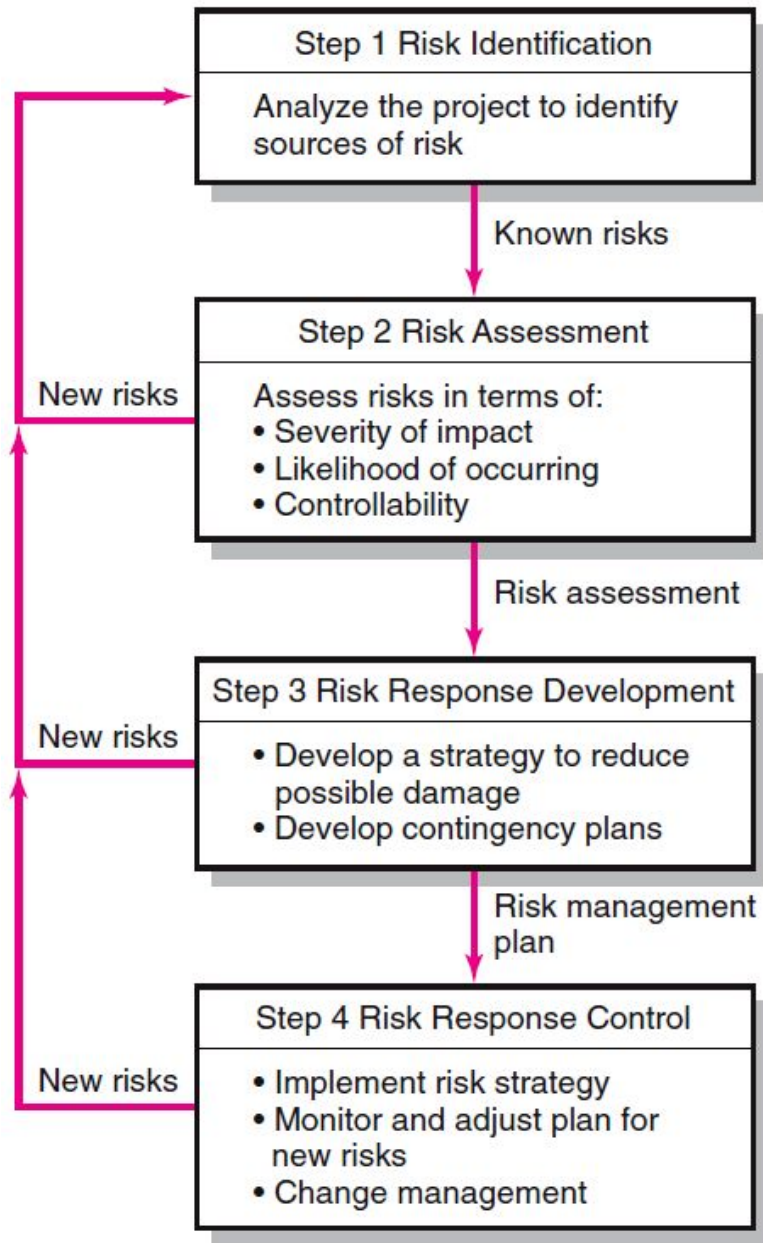 Step 1 Risk Identification
Analyze the project to identify
sources of risk
Known risks
Step 2 Risk Assessment
New risks
Assess risks in terms of:
• Severity of impact
• Likelihood of occurring
• Controllability
Risk assessment
Step 3 Risk Response Development
New risks
• Develop a strategy to reduce
possible damage
• Develop contingency plans
Risk management
plan
Step 4 Risk Response Control
New risks
• Implement risk strategy
• Monitor and adjust plan for
new risks
• Change management